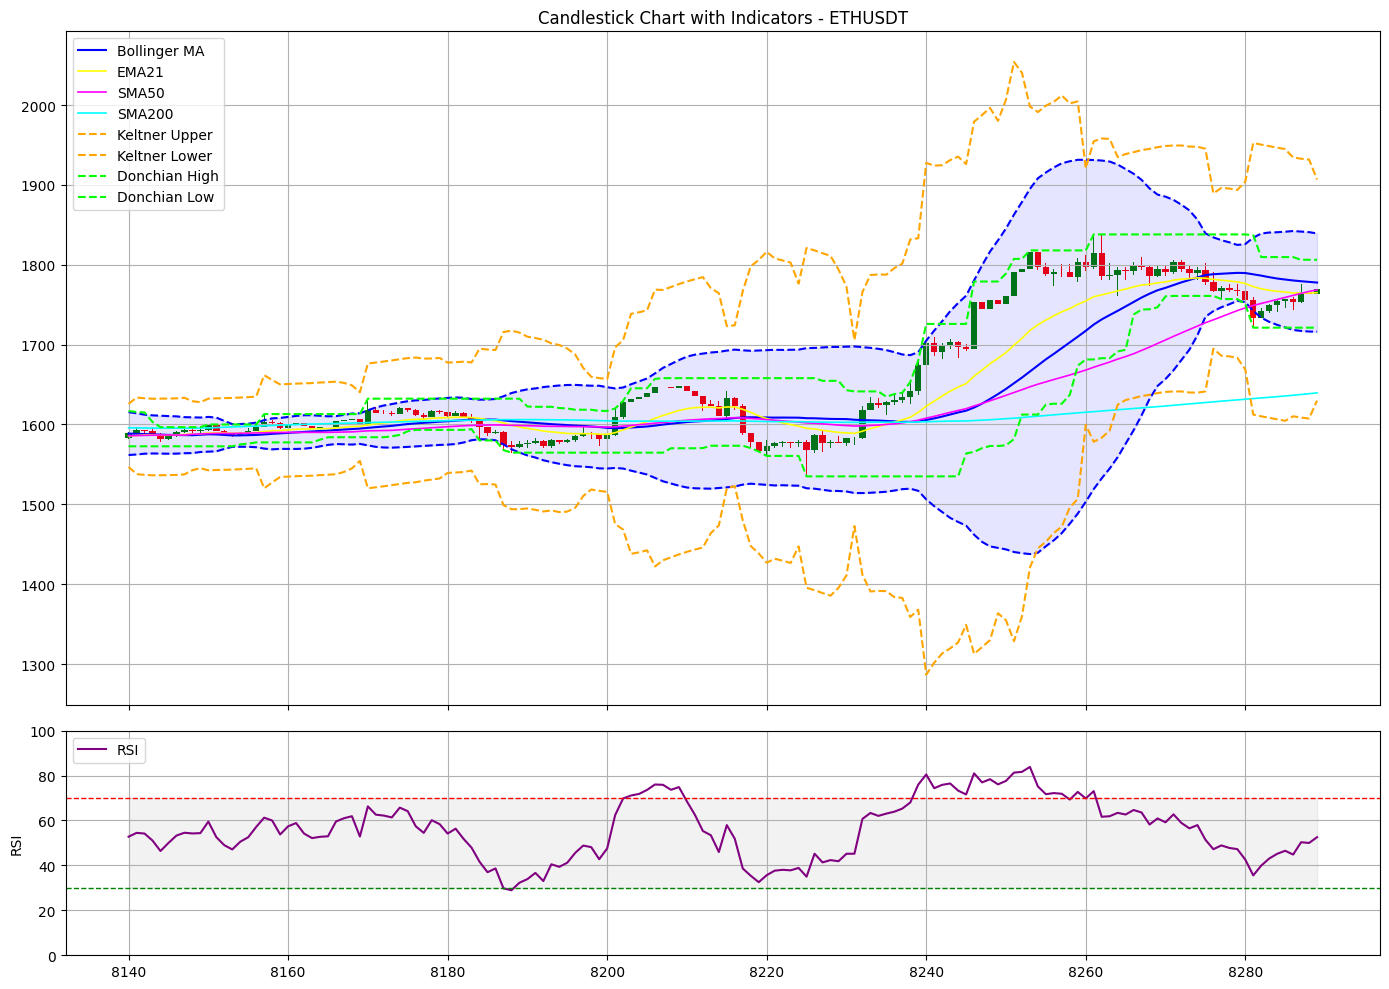 Candlestick Chart with Indicators - ETHUSDT
Bollinger MA
EMA21
SMA50
SMA200
Keltner Upper
Keltner Lower
Donchian High
Donchian Low
2000
1900
1800
1700
1600
1500
1400
1300
RSI
100
80
60
40
20
0
RSI
8140
8160
8180
8200
8220
8240
8260
8280